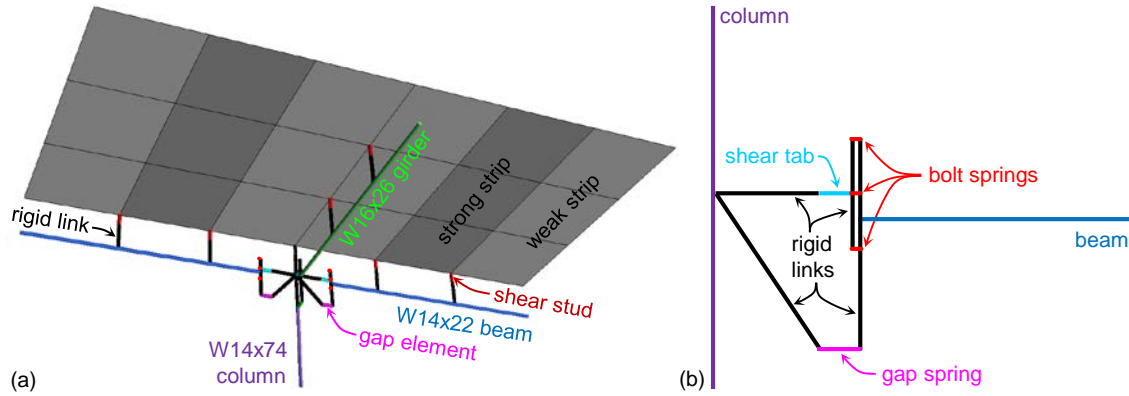 W16x26 girder
strong strip
weak strip
rigid link
shear stud
W14x22 beam
gap element
W14x74
column
(a)
column
shear tab
bolt springs
rigid
links
beam
gap spring
(b)